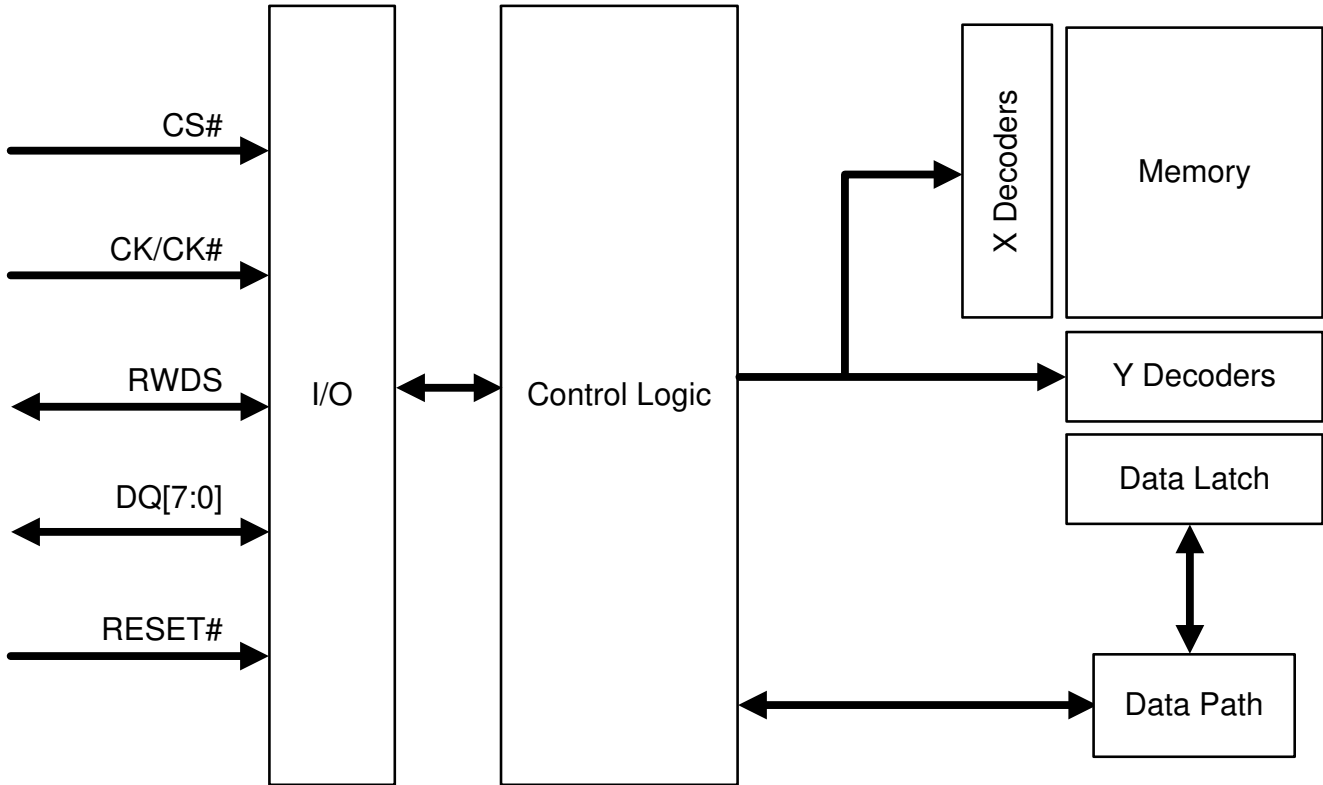 CS#
CK/CK#
RWDS
DQ[7:0]
RESET#
I/O
Control Logic
X Decoders
Memory
Y Decoders
Data Latch
Data Path